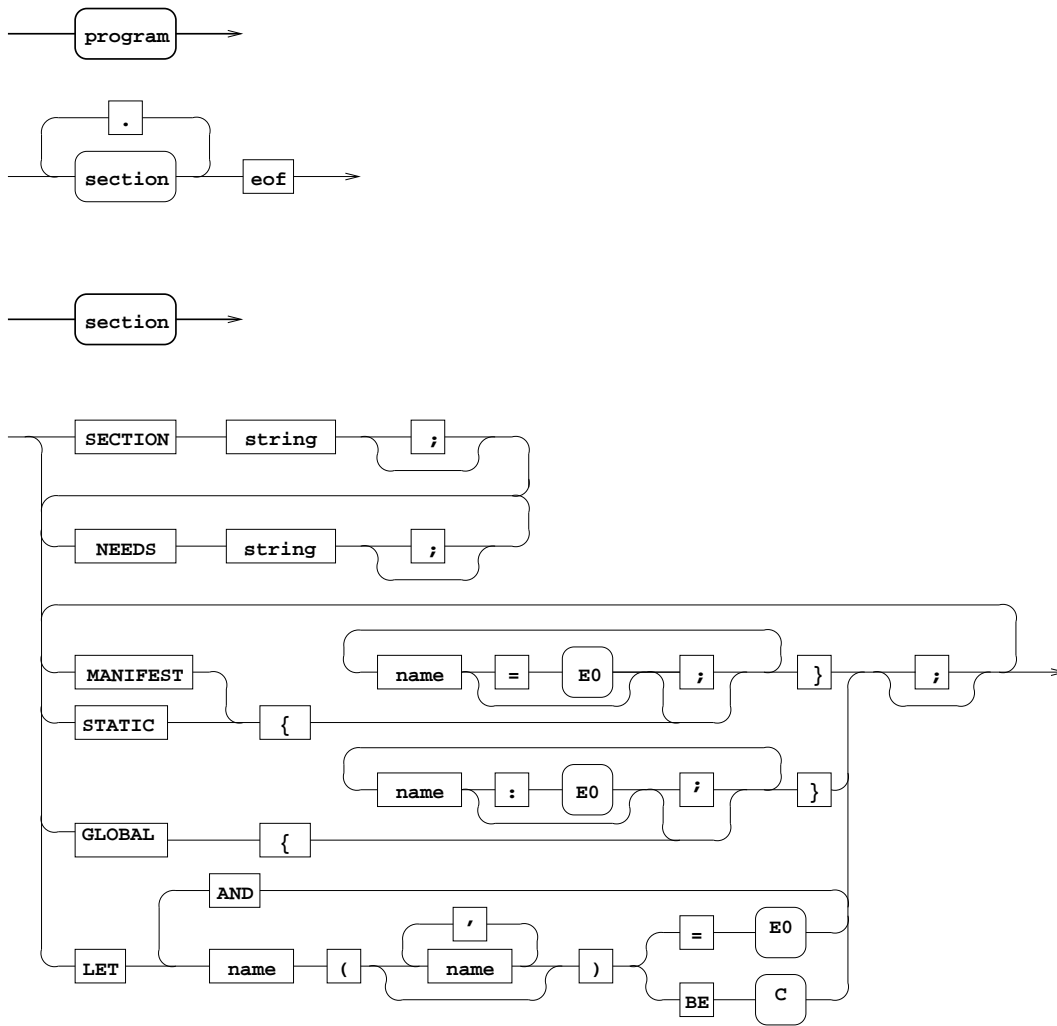 program
.
section eof
section
SECTION string ;
NEEDS string ;
MANIFEST name = E0 ; } ;
STATIC {
name : E0 ; }
GLOBAL {
AND
, = E0
LET name ( name )
BE C